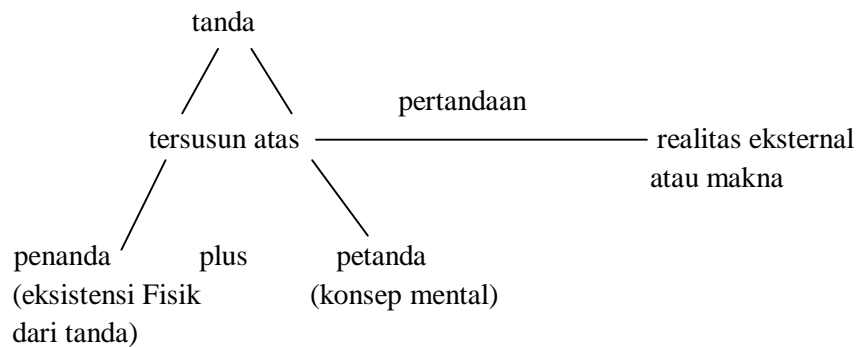 tanda
pertandaan
tersusun atas realitas eksternal
atau makna
penanda plus petanda
(eksistensi Fisik (konsep mental)
dari tanda)